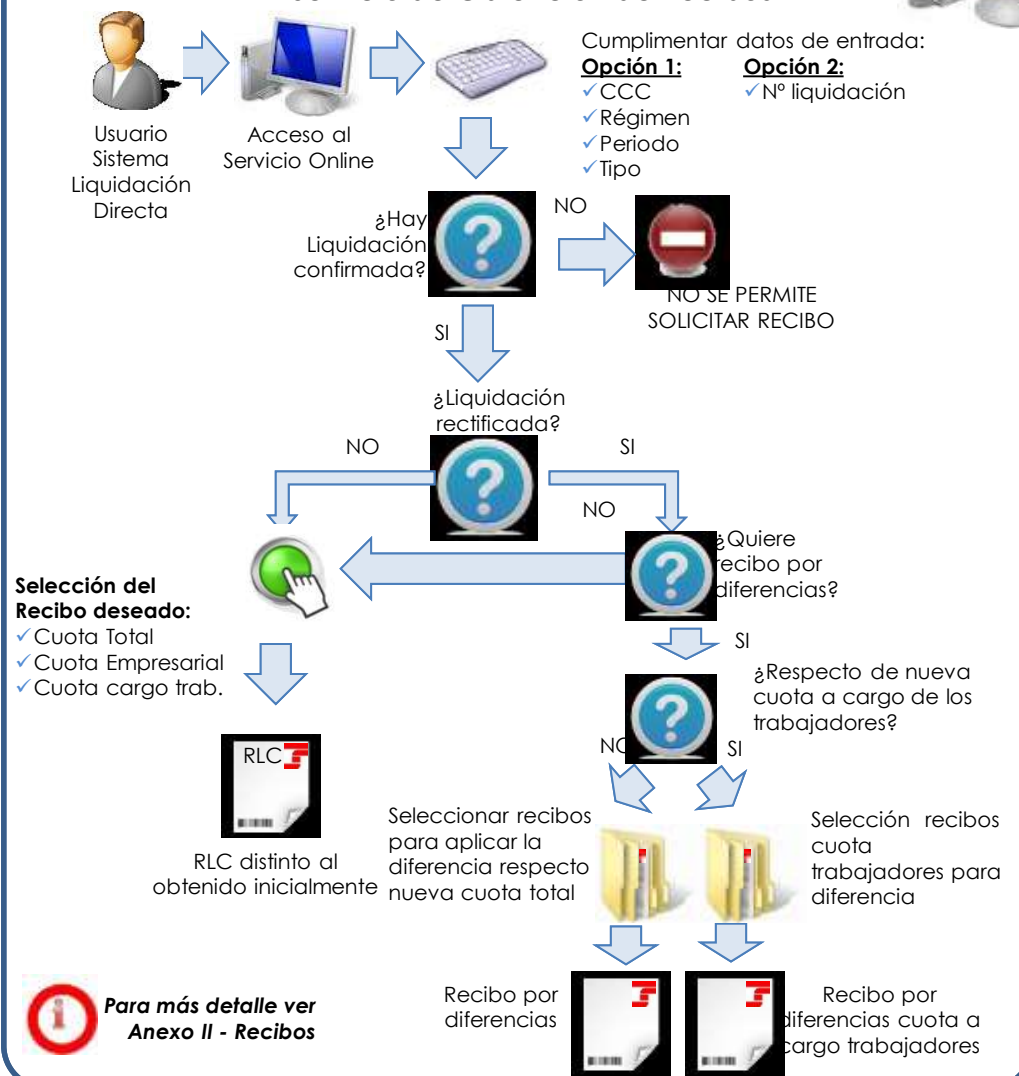 Cumplimentar datos de entrada:
Opción 1:
Opción 2:
✓CCC
✓Nº liquidación
✓Régimen
✓Periodo
✓Tipo
Usuario
Sistema
Liquidación
Directa
Acceso al
Servicio Online
¿Hay
Liquidación
confirmada?
NO
NO SE PERMITE
SOLICITAR RECIBO
SI
¿Liquidación
rectificada?
NO
SI
NO
¿Quiere
recibo por
diferencias?
Selección del
Recibo deseado:
✓Cuota Total
✓Cuota Empresarial
✓Cuota cargo trab.
SI
¿Respecto de nueva
cuota a cargo de los
trabajadores?
NO
SI
RLC
RLC distinto al
obtenido inicialmente
Seleccionar recibos
para aplicar la
diferencia respecto
nueva cuota total
Selección recibos
cuota
trabajadores para
diferencia
Para más detalle ver
Anexo II - Recibos
Recibo por
diferencias
Recibo por
diferencias cuota a
cargo trabajadores